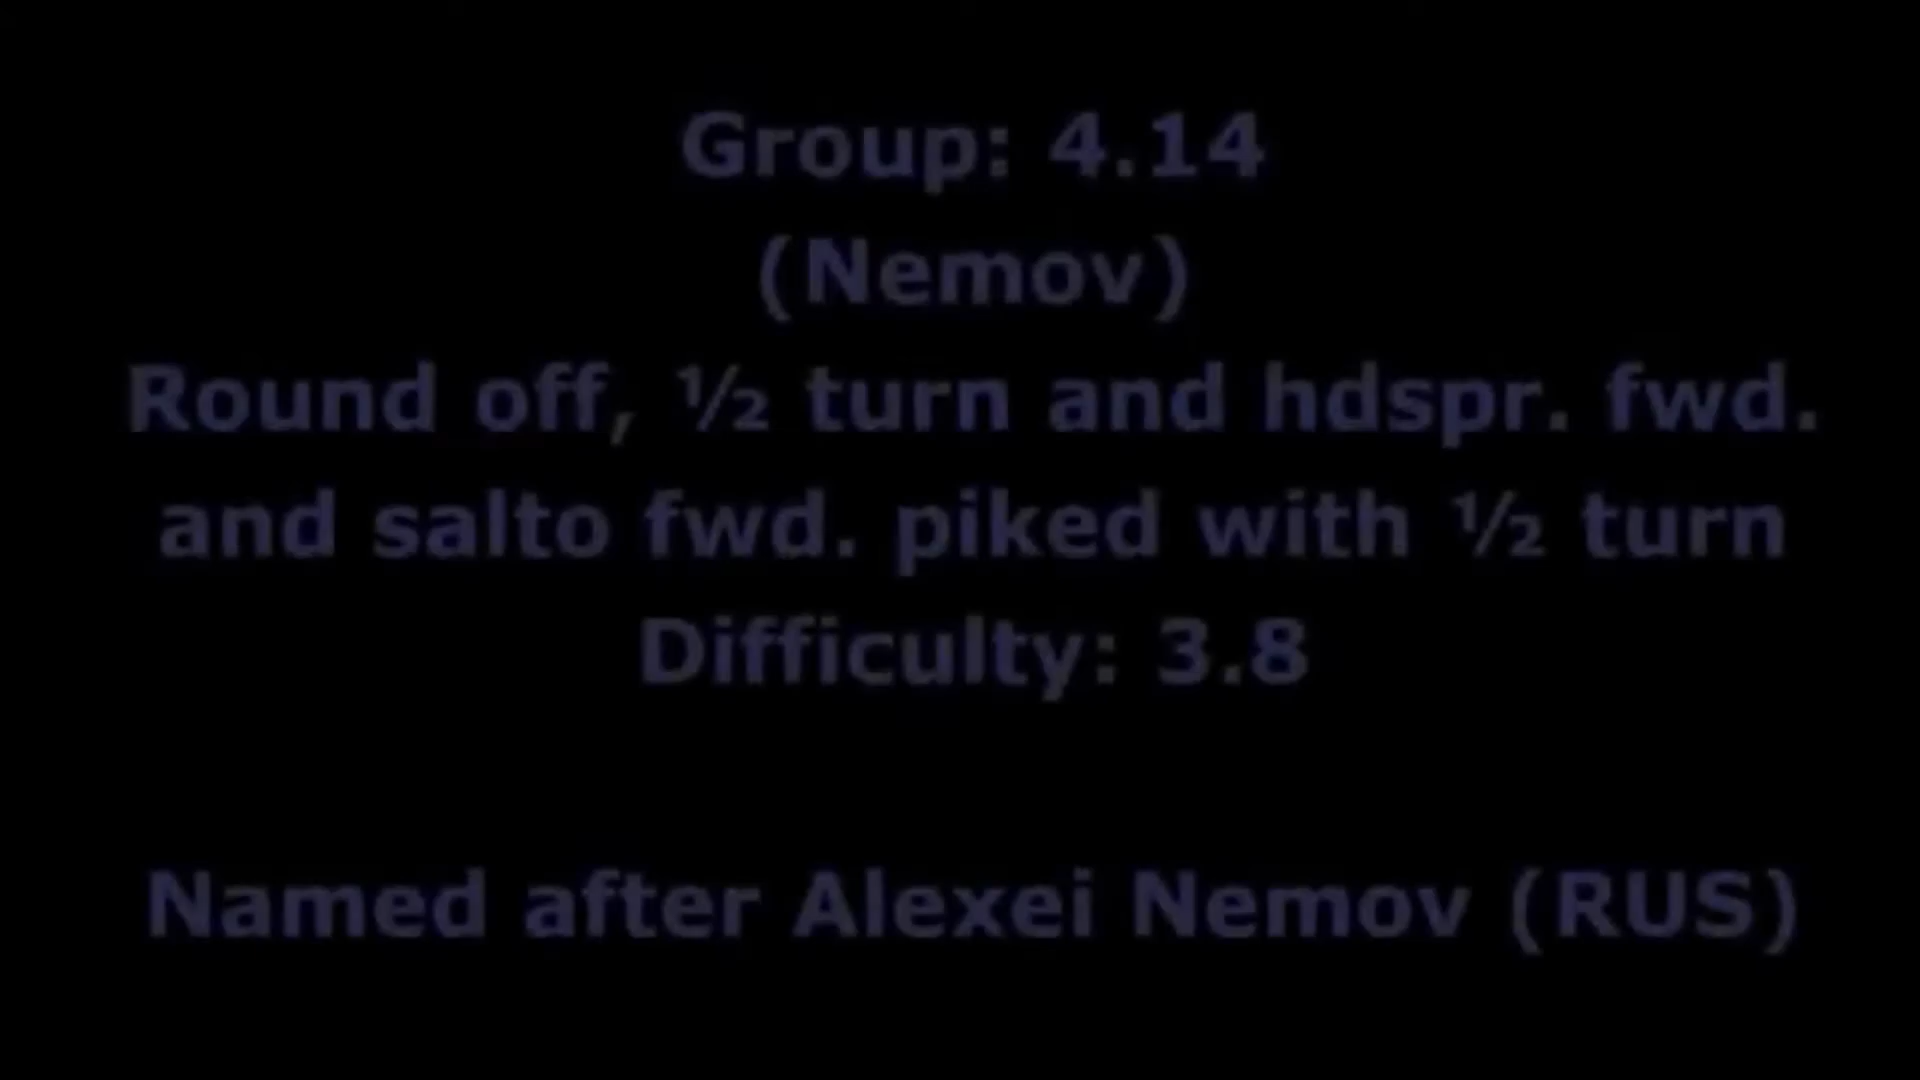 Group: 4.14
(Nemov)
Round off, ½ turn and hdspr. fwd.
and salto fwd. piked with ½ turn
Difficulty: 3.8
Named after Alexei Nemov (RUS)